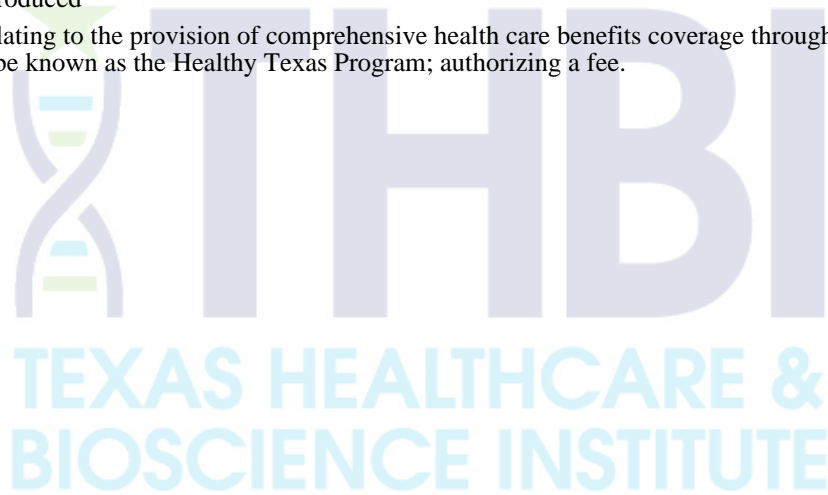 roduced
lating to the provision of comprehensive health care benefits coverage through
be known as the Healthy Texas Program; authorizing a fee.
THBI
TEXAS HEALTHCARE &
BIOSCIENCE INSTITUTE